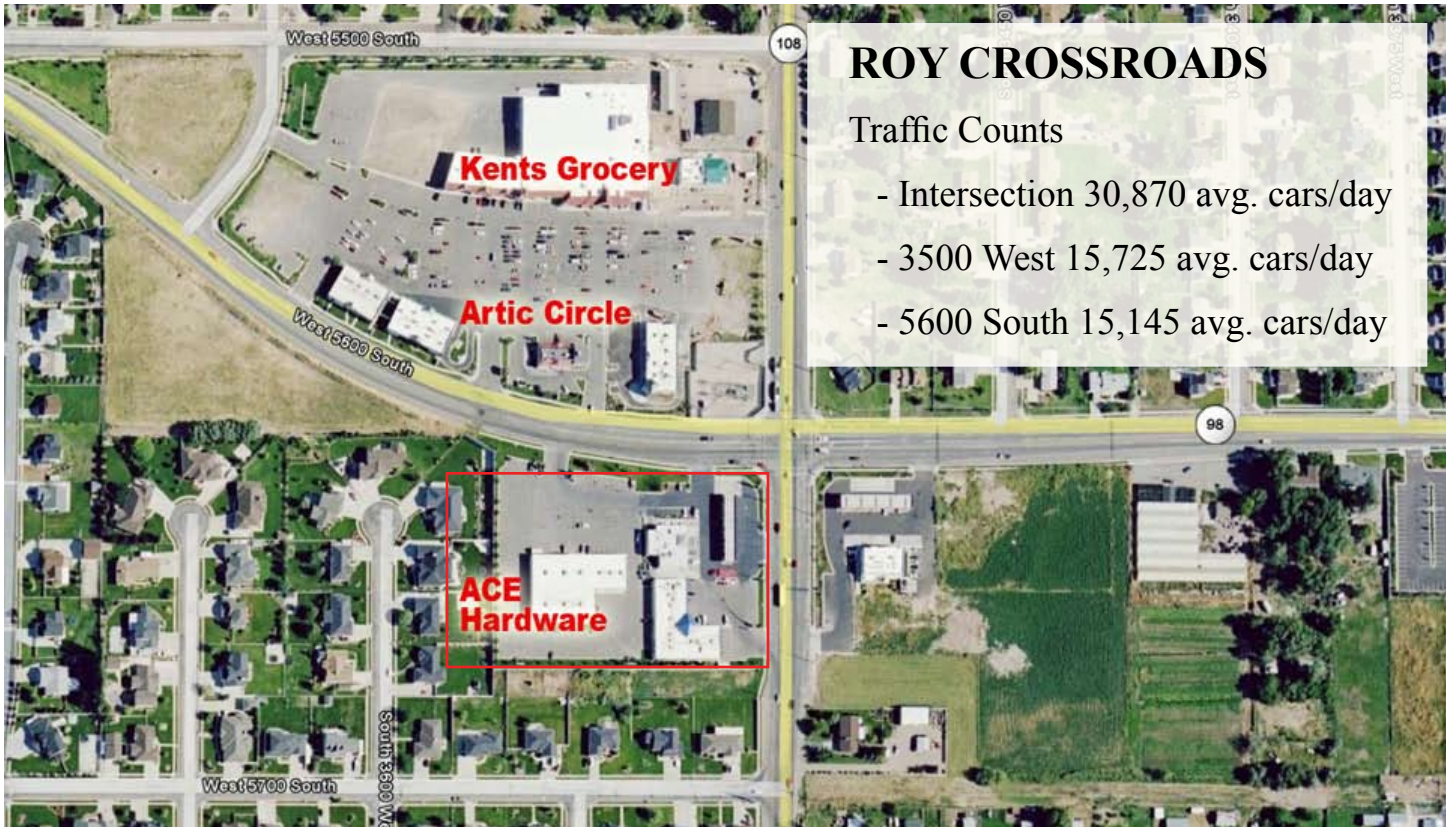 West 5500 South
108
ROY CROSSROADS
Traffic Counts
- Intersection 30,870 avg. cars/day
- 3500 West 15,725 avg. cars/day
- 5600 South 15,145 avg. cars/day
Kents Grocery
Artic Circle
West 5600 South
98
ACE
Hardware
South 3600 W
West 5700 South